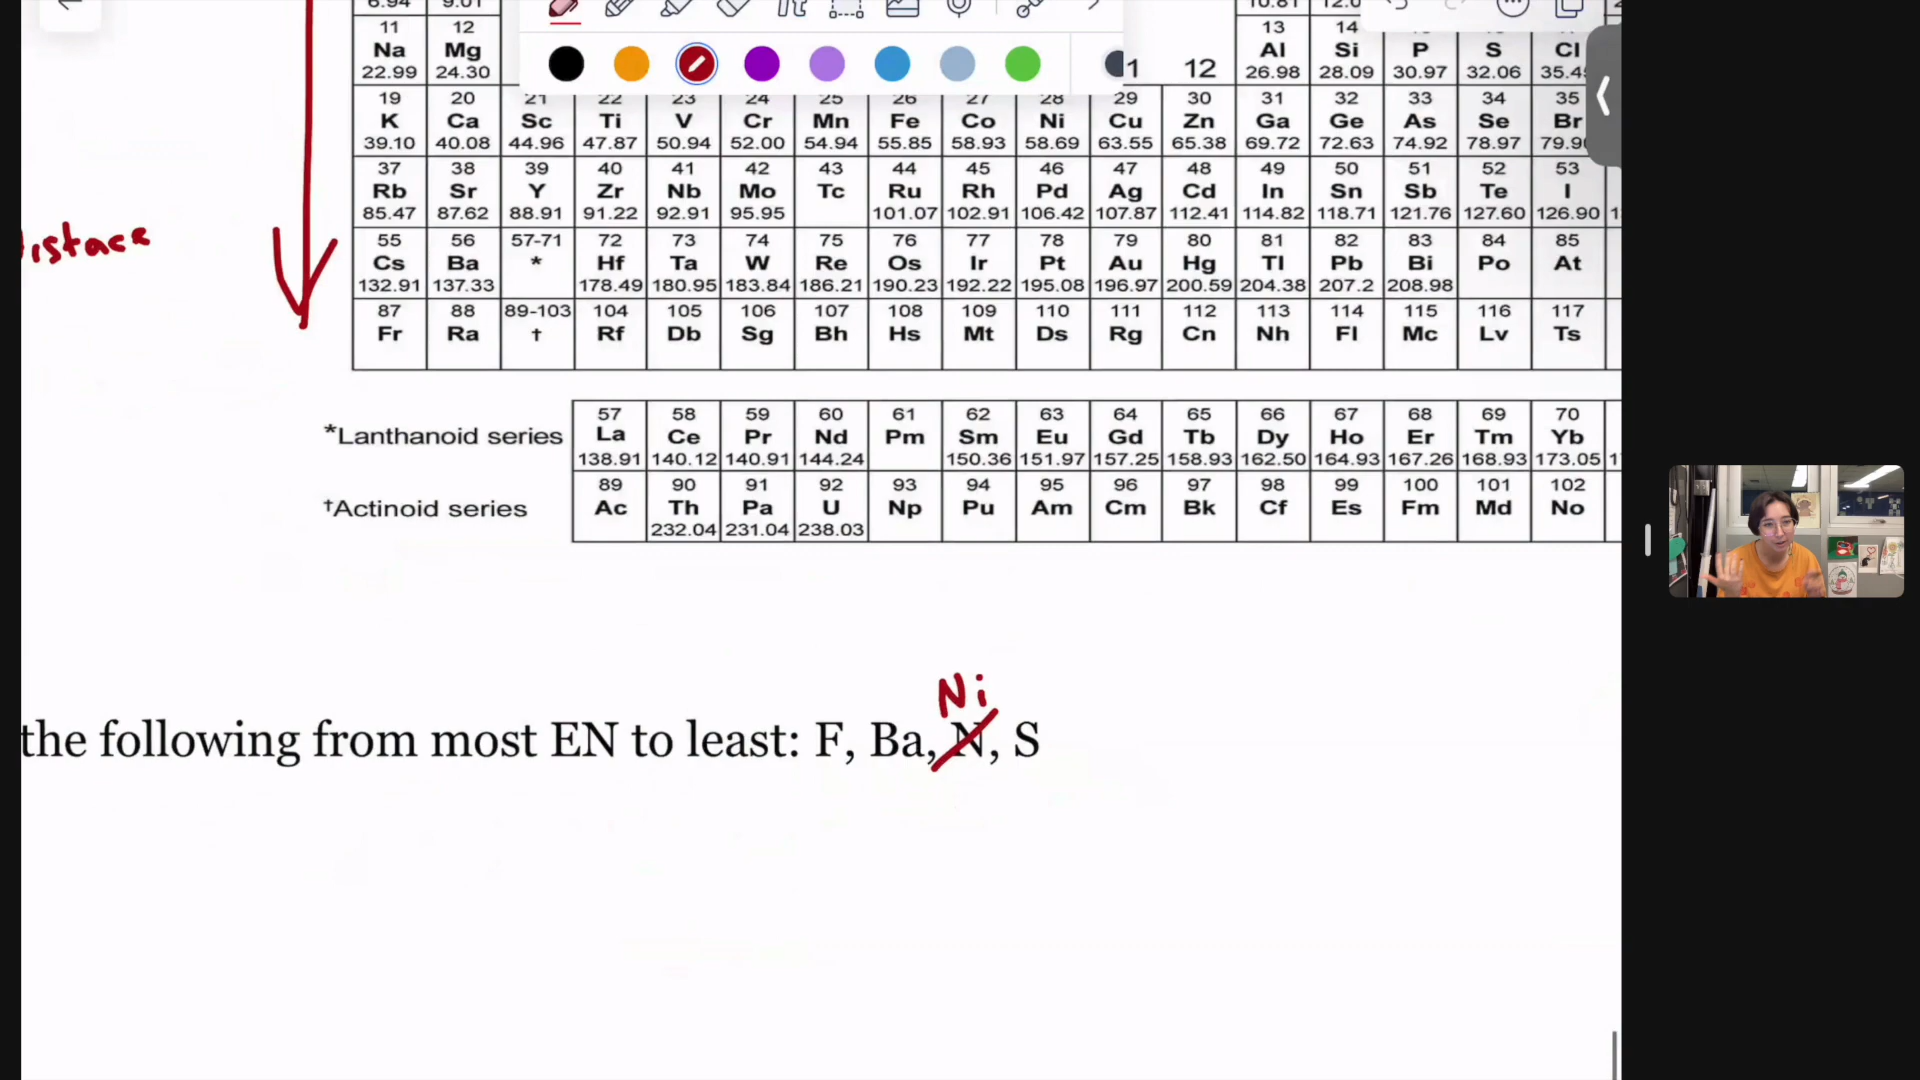 6.94 9.01 10.81
11 12 13 14
Na Mg Al Si P S Cl
22.99 24.30 1 12 26.98 28.09 30.97 32.06 35.45
19 20 21 22 23 24 25 26 27 28 29 30 31 32 33 34 35
K Ca Sc Ti V Cr Mn Fe Co Ni Cu Zn Ga Ge As Se Br
39.10 40.08 44.96 47.87 50.94 52.00 54.94 55.85 58.93 58.69 63.55 65.38 69.72 72.63 74.92 78.97 79.90
37 38 39 40 41 42 43 44 45 46 47 48 49 50 51 52 53
Rb Sr Y Zr Nb Mo Tc Ru Rh Pd Ag Cd In Sn Sb Te I
85.47 87.62 88.91 91.22 92.91 95.95 101.07 102.91 106.42 107.87 112.41 114.82 118.71 121.76 127.60 126.90
distace
55 56 57-71 72 73 74 75 76 77 78 79 80 81 82 83 84 85
Cs Ba * Hf Ta W Re Os Ir Pt Au Hg Tl Pb Bi Po At
132.91 137.33 178.49 180.95 183.84 186.21 190.23 192.22 195.08 196.97 200.59 204.38 207.2 208.98
87 88 89-103 104 105 106 107 108 109 110 111 112 113 114 115 116 117
Fr Ra † Rf Db Sg Bh Hs Mt Ds Rg Cn Nh Fl Mc Lv Ts
57 58 59 60 61 62 63 64 65 66 67 68 69 70
*Lanthanoid series La Ce Pr Nd Pm Sm Eu Gd Tb Dy Ho Er Tm Yb
138.91 140.12 140.91 144.24 150.36 151.97 157.25 158.93 162.50 164.93 167.26 168.93 173.05
89 90 91 92 93 94 95 96 97 98 99 100 101 102
†Actinoid series Ac Th Pa U Np Pu Am Cm Bk Cf Es Fm Md No
232.04 231.04 238.03
Ni
the following from most EN to least: F, Ba, N, S